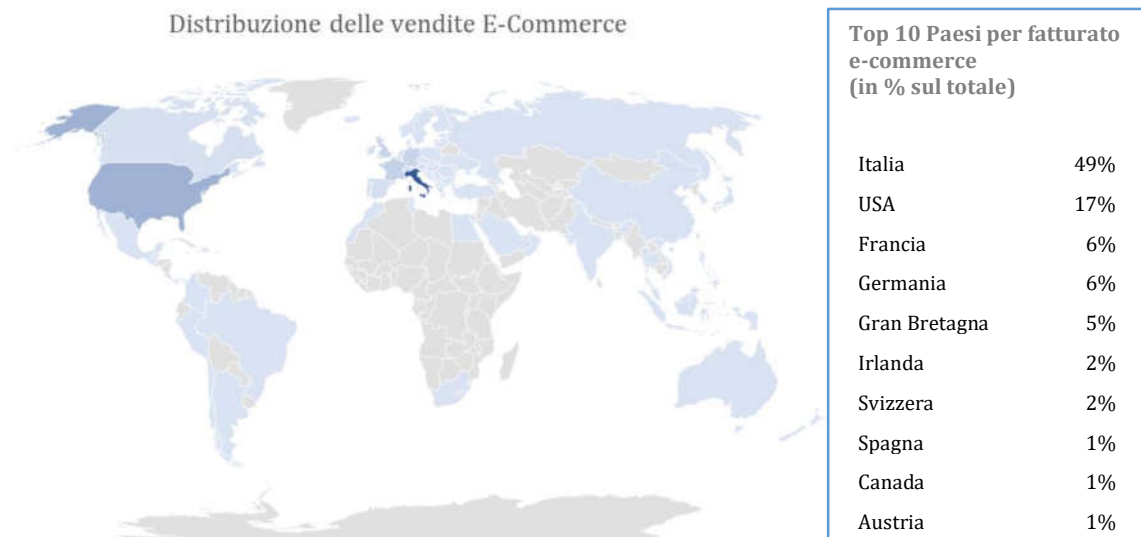 Distribuzione delle vendite E-Commerce
Top 10 Paesi per fatturato
e-commerce
(in % sul totale)
Italia 49%
USA 17%
Francia 6%
Germania 6%
Gran Bretagna 5%
Irlanda 2%
Svizzera 2%
Spagna 1%
Canada 1%
Austria 1%